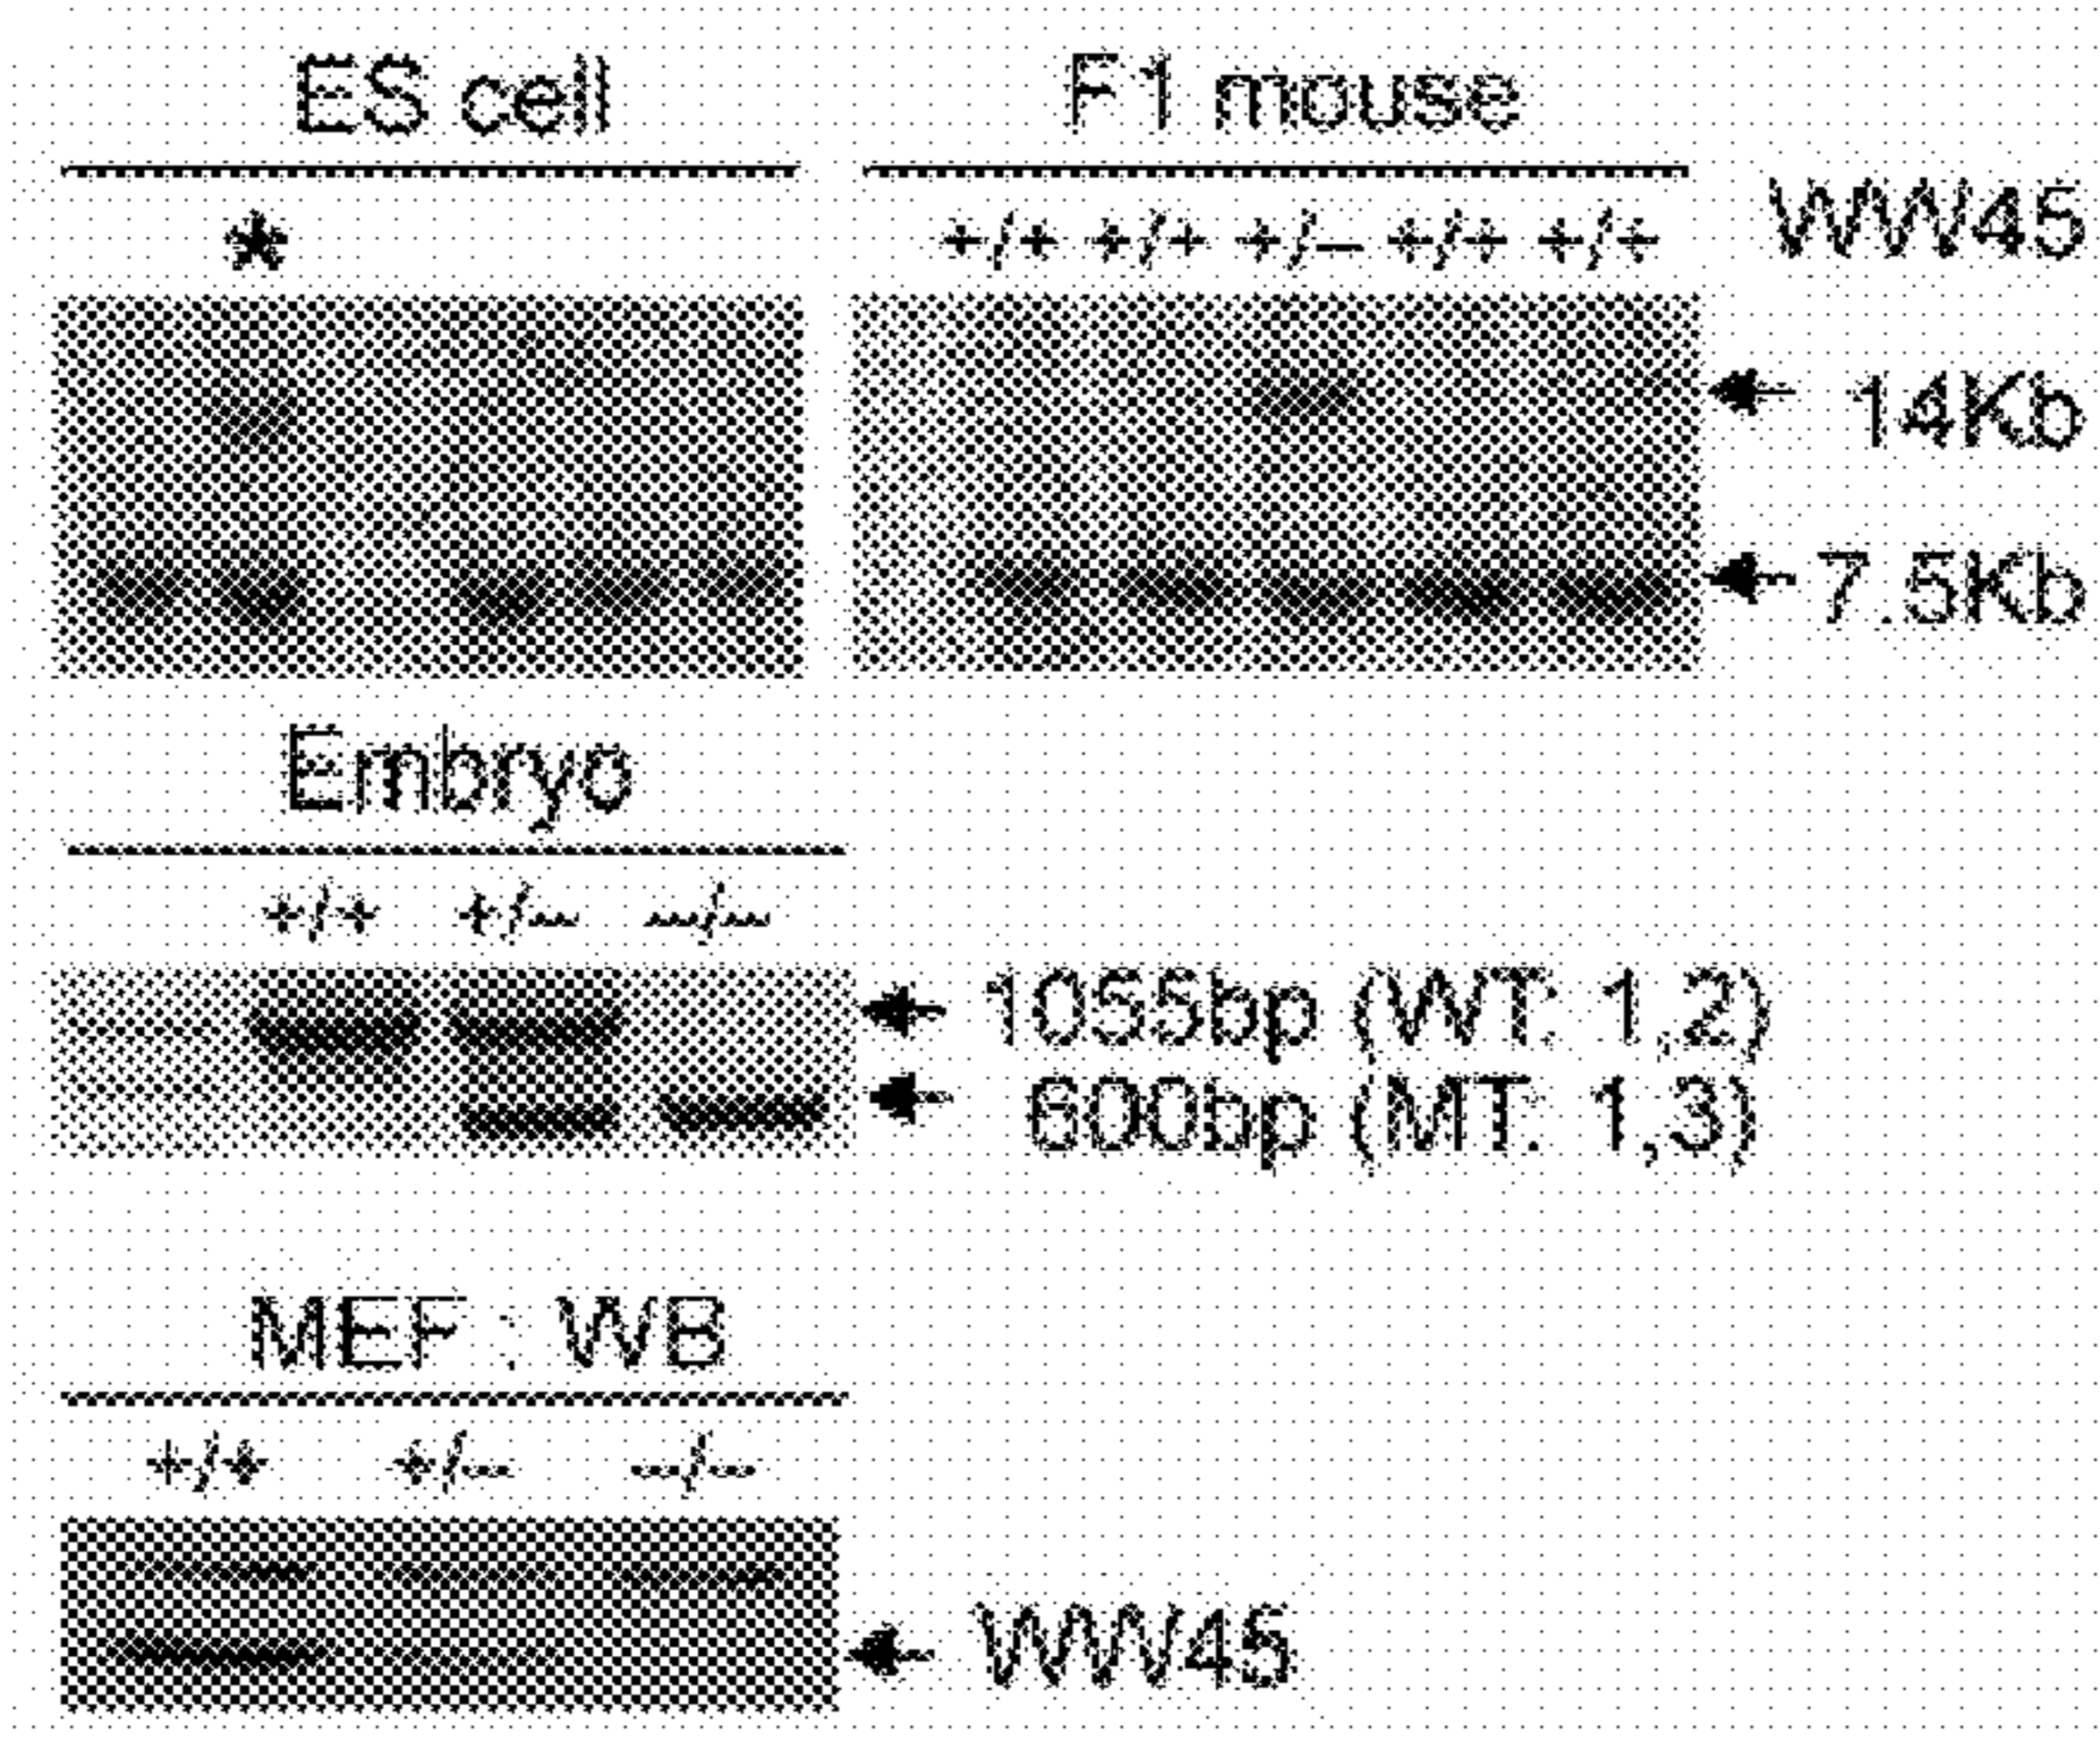 ES cell F1 mouse
* +/+ +/+ +/− +/+ +/+ WW45
14Kb
7.5Kb
Embryo
+/+ +/− −/−
1055bp (WT: 1,2)
600bp (MT: 1,3)
MEF : WB
+/+ +/− −/−
WW45